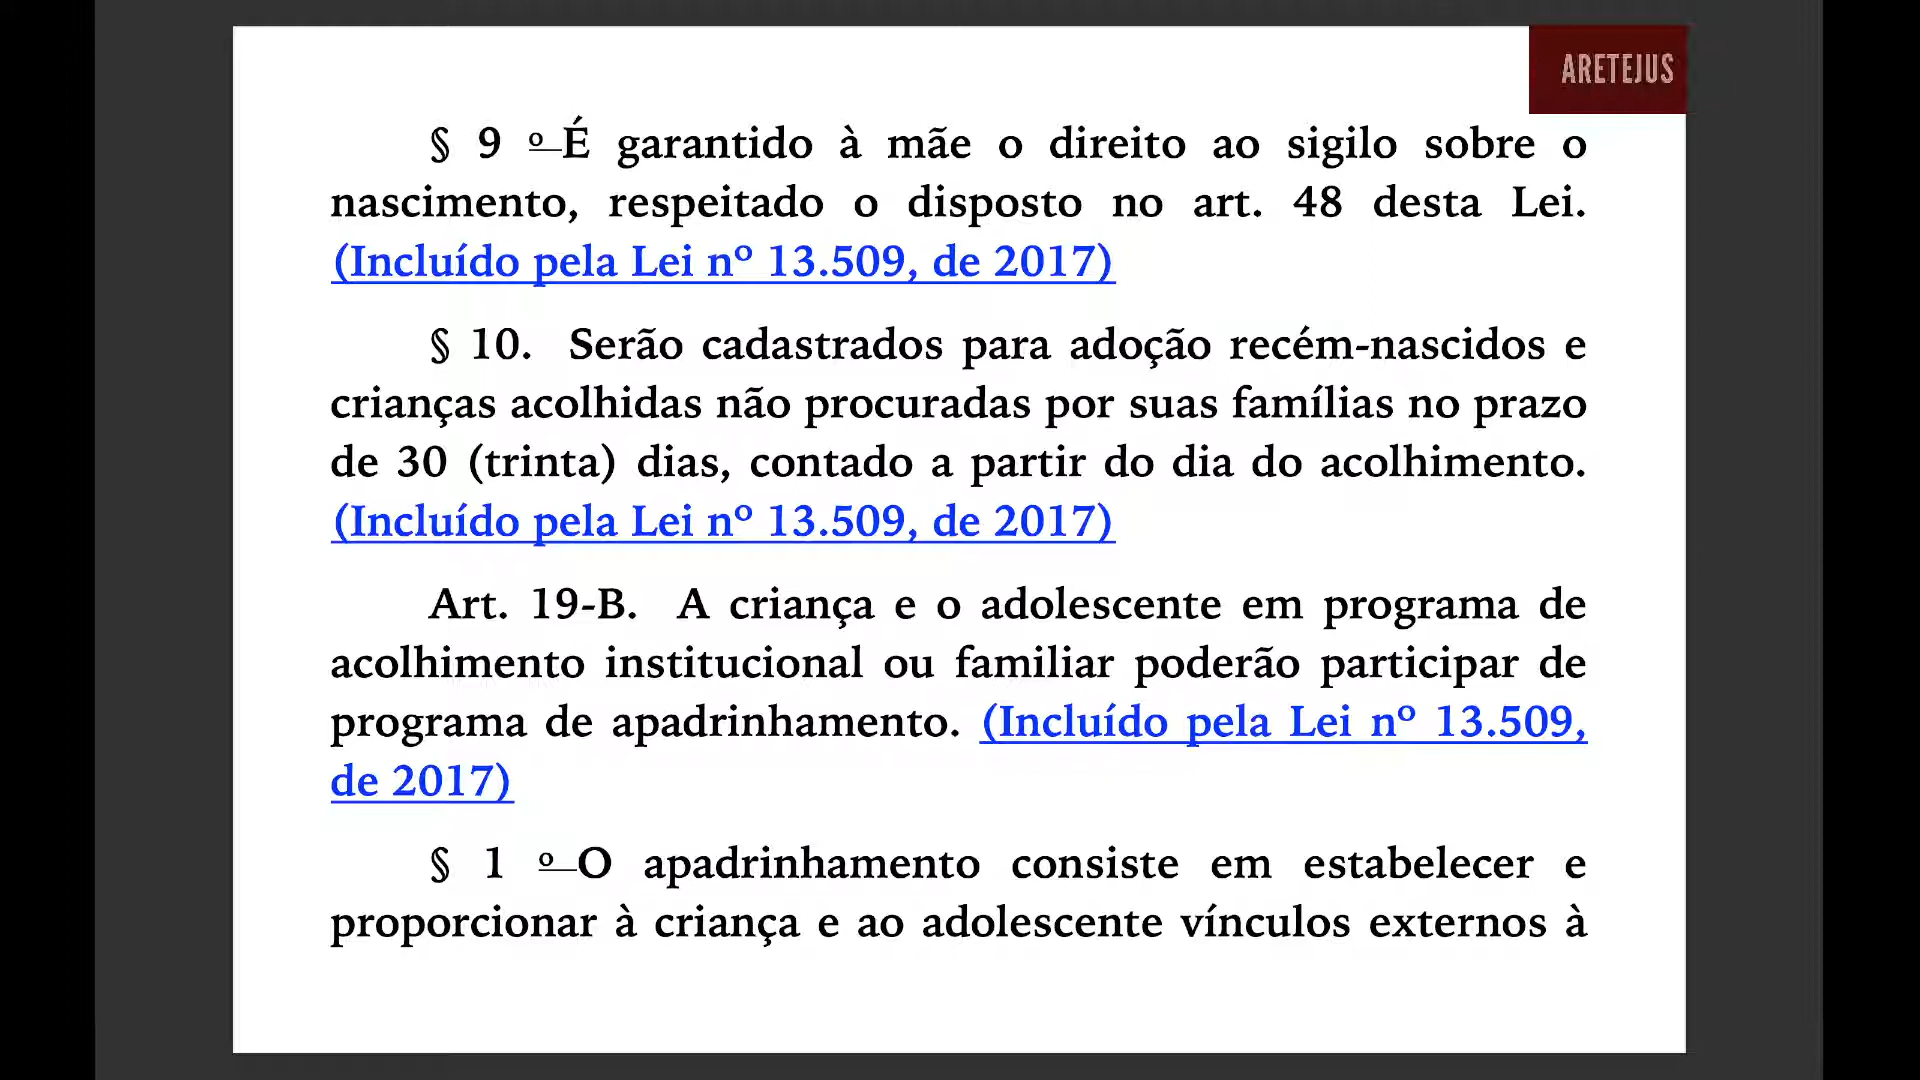 ARETEJUS
§ 9 º É garantido à mãe o direito ao sigilo sobre o
nascimento, respeitado o disposto no art. 48 desta Lei.
(Incluído pela Lei nº 13.509, de 2017)
§ 10. Serão cadastrados para adoção recém-nascidos e
crianças acolhidas não procuradas por suas famílias no prazo
de 30 (trinta) dias, contado a partir do dia do acolhimento.
(Incluído pela Lei nº 13.509, de 2017)
Art. 19-B. A criança e o adolescente em programa de
acolhimento institucional ou familiar poderão participar de
programa de apadrinhamento. (Incluído pela Lei nº 13.509,
de 2017)
§ 1 º O apadrinhamento consiste em estabelecer e
proporcionar à criança e ao adolescente vínculos externos à